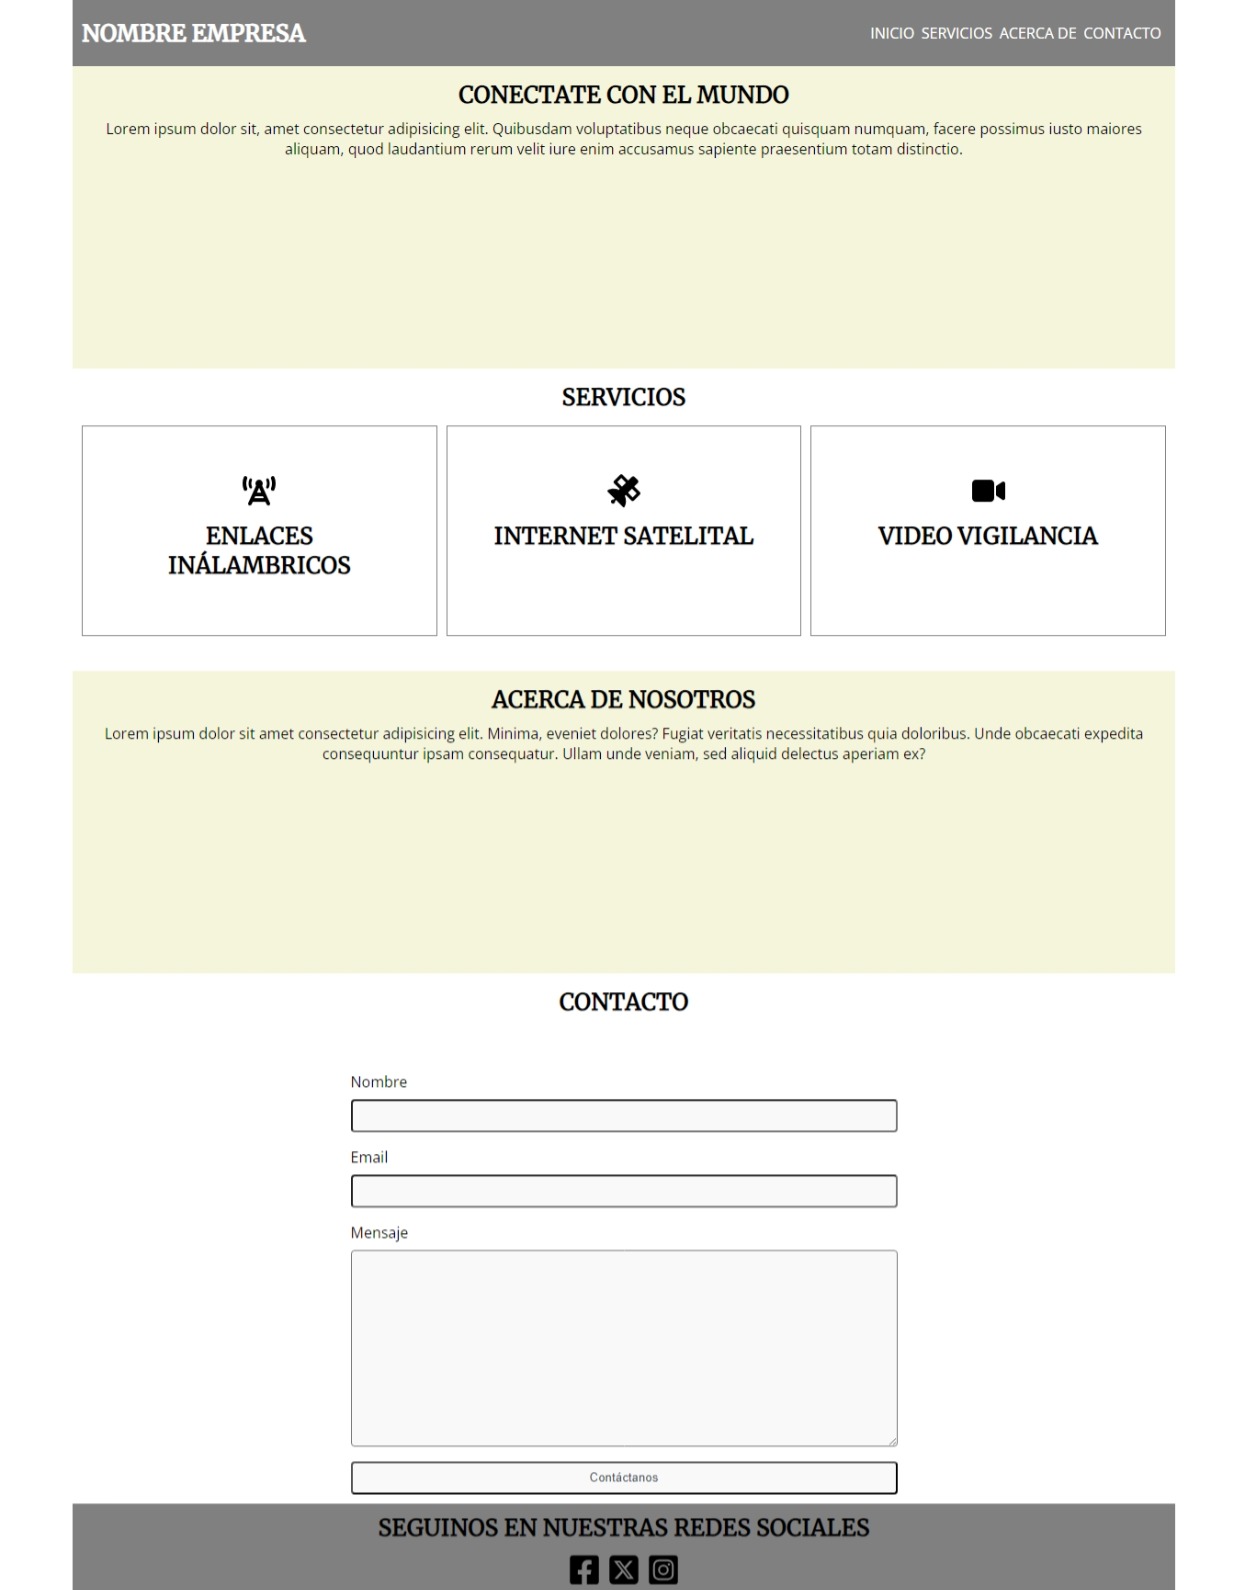 NOMBRE EMPRESA
INICIO SERVICIOS ACERCA DE CONTACTO
CONECTATE CON EL MUNDO
Lorem ipsum dolor sit, amet consectetur adipisicing elit. Quibusdam voluptatibus neque obcaecati quisquam numquam, facere possimus iusto maiores
aliquam, quod laudantium rerum velit iure enim accusamus sapiente praesentium totam distinctio.
SERVICIOS
ENLACES
INÁLAMBRICOS
INTERNET SATELITAL
VIDEO VIGILANCIA
ACERCA DE NOSOTROS
Lorem ipsum dolor sit amet consectetur adipisicing elit. Minima, eveniet dolores? Fugiat veritatis necessitatibus quia doloribus. Unde obcaecati expedita
consequuntur ipsam consequatur. Ullam unde veniam, sed aliquid delectus aperiam ex?
CONTACTO
Nombre
Email
Mensaje
Contáctanos
SEGUINOS EN NUESTRAS REDES SOCIALES